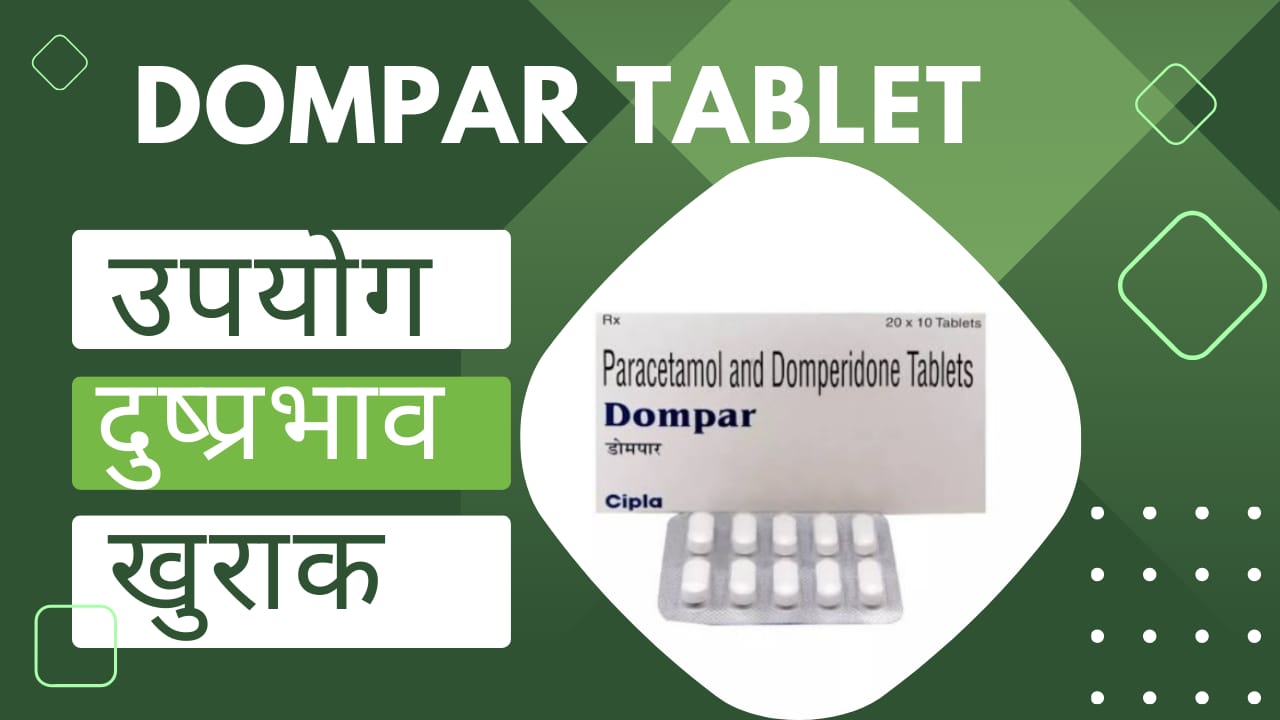 DOMPAR TABLET
उपयोग
दुष्प्रभाव
खुराक
Rx
20 x 10 Tablets
Paracetamol and Domperidone Tablets
Dompar
डोमपार
Cipla